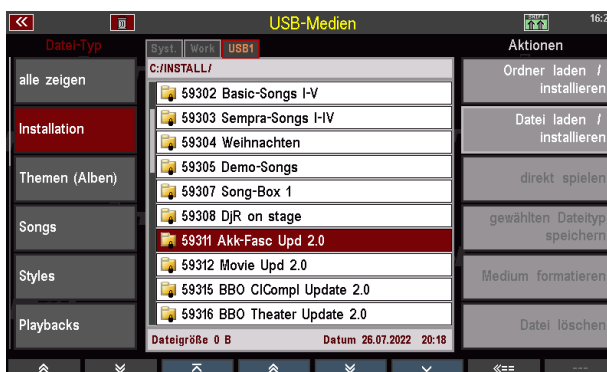 USB-Medien
16:2
Datei-Typ
Syst. Work USB1
Aktionen
C:/INSTALL/
alle zeigen
Installation
Themen (Alben)
Songs
Styles
Playbacks
59302 Basic-Songs I-V
59303 Sempra-Songs I-IV
59304 Weihnachten
59305 Demo-Songs
59307 Song-Box 1
59308 DjR on stage
59311 Akk-Fasc Upd 2.0
59312 Movie Upd 2.0
59315 BBO ClCompl Update 2.0
59316 BBO Theater Update 2.0
Dateigröße 0 B Datum 26.07.2022 20:18
Ordner laden /
installieren
Datei laden /
installieren
direkt spielen
gewählten Dateityp
speichern
Medium formatieren
Datei löschen
<==
---